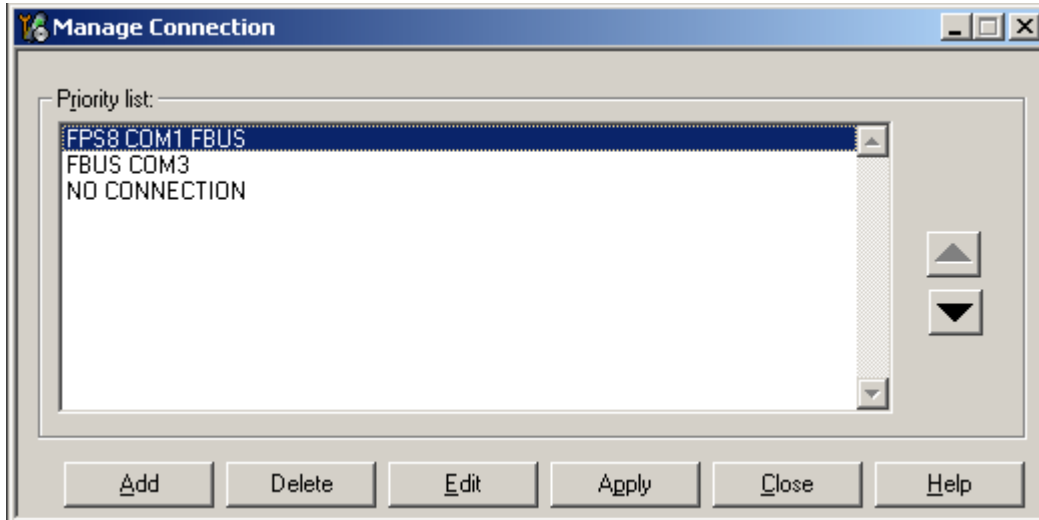 Manage Connection
Priority list:
FPS8 COM1 FBUS
FBUS COM3
NO CONNECTION
Add Delete Edit Apply Close Help